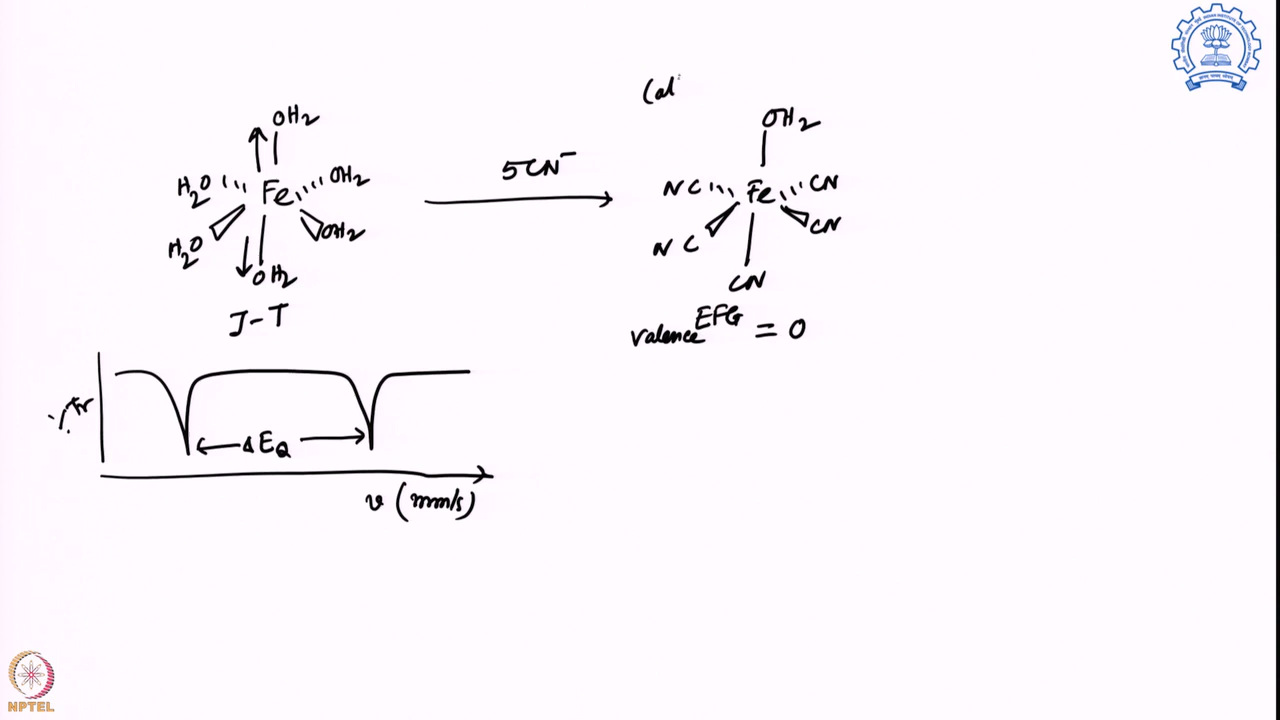 (al
OH2
H2O Fe OH2
H2O OH2
OH2
J-T
5CN⁻
OH2
NC Fe CN
NC CN
CN
valence EFG = 0
% Tr
ΔEQ
v (mm/s)
NPTEL